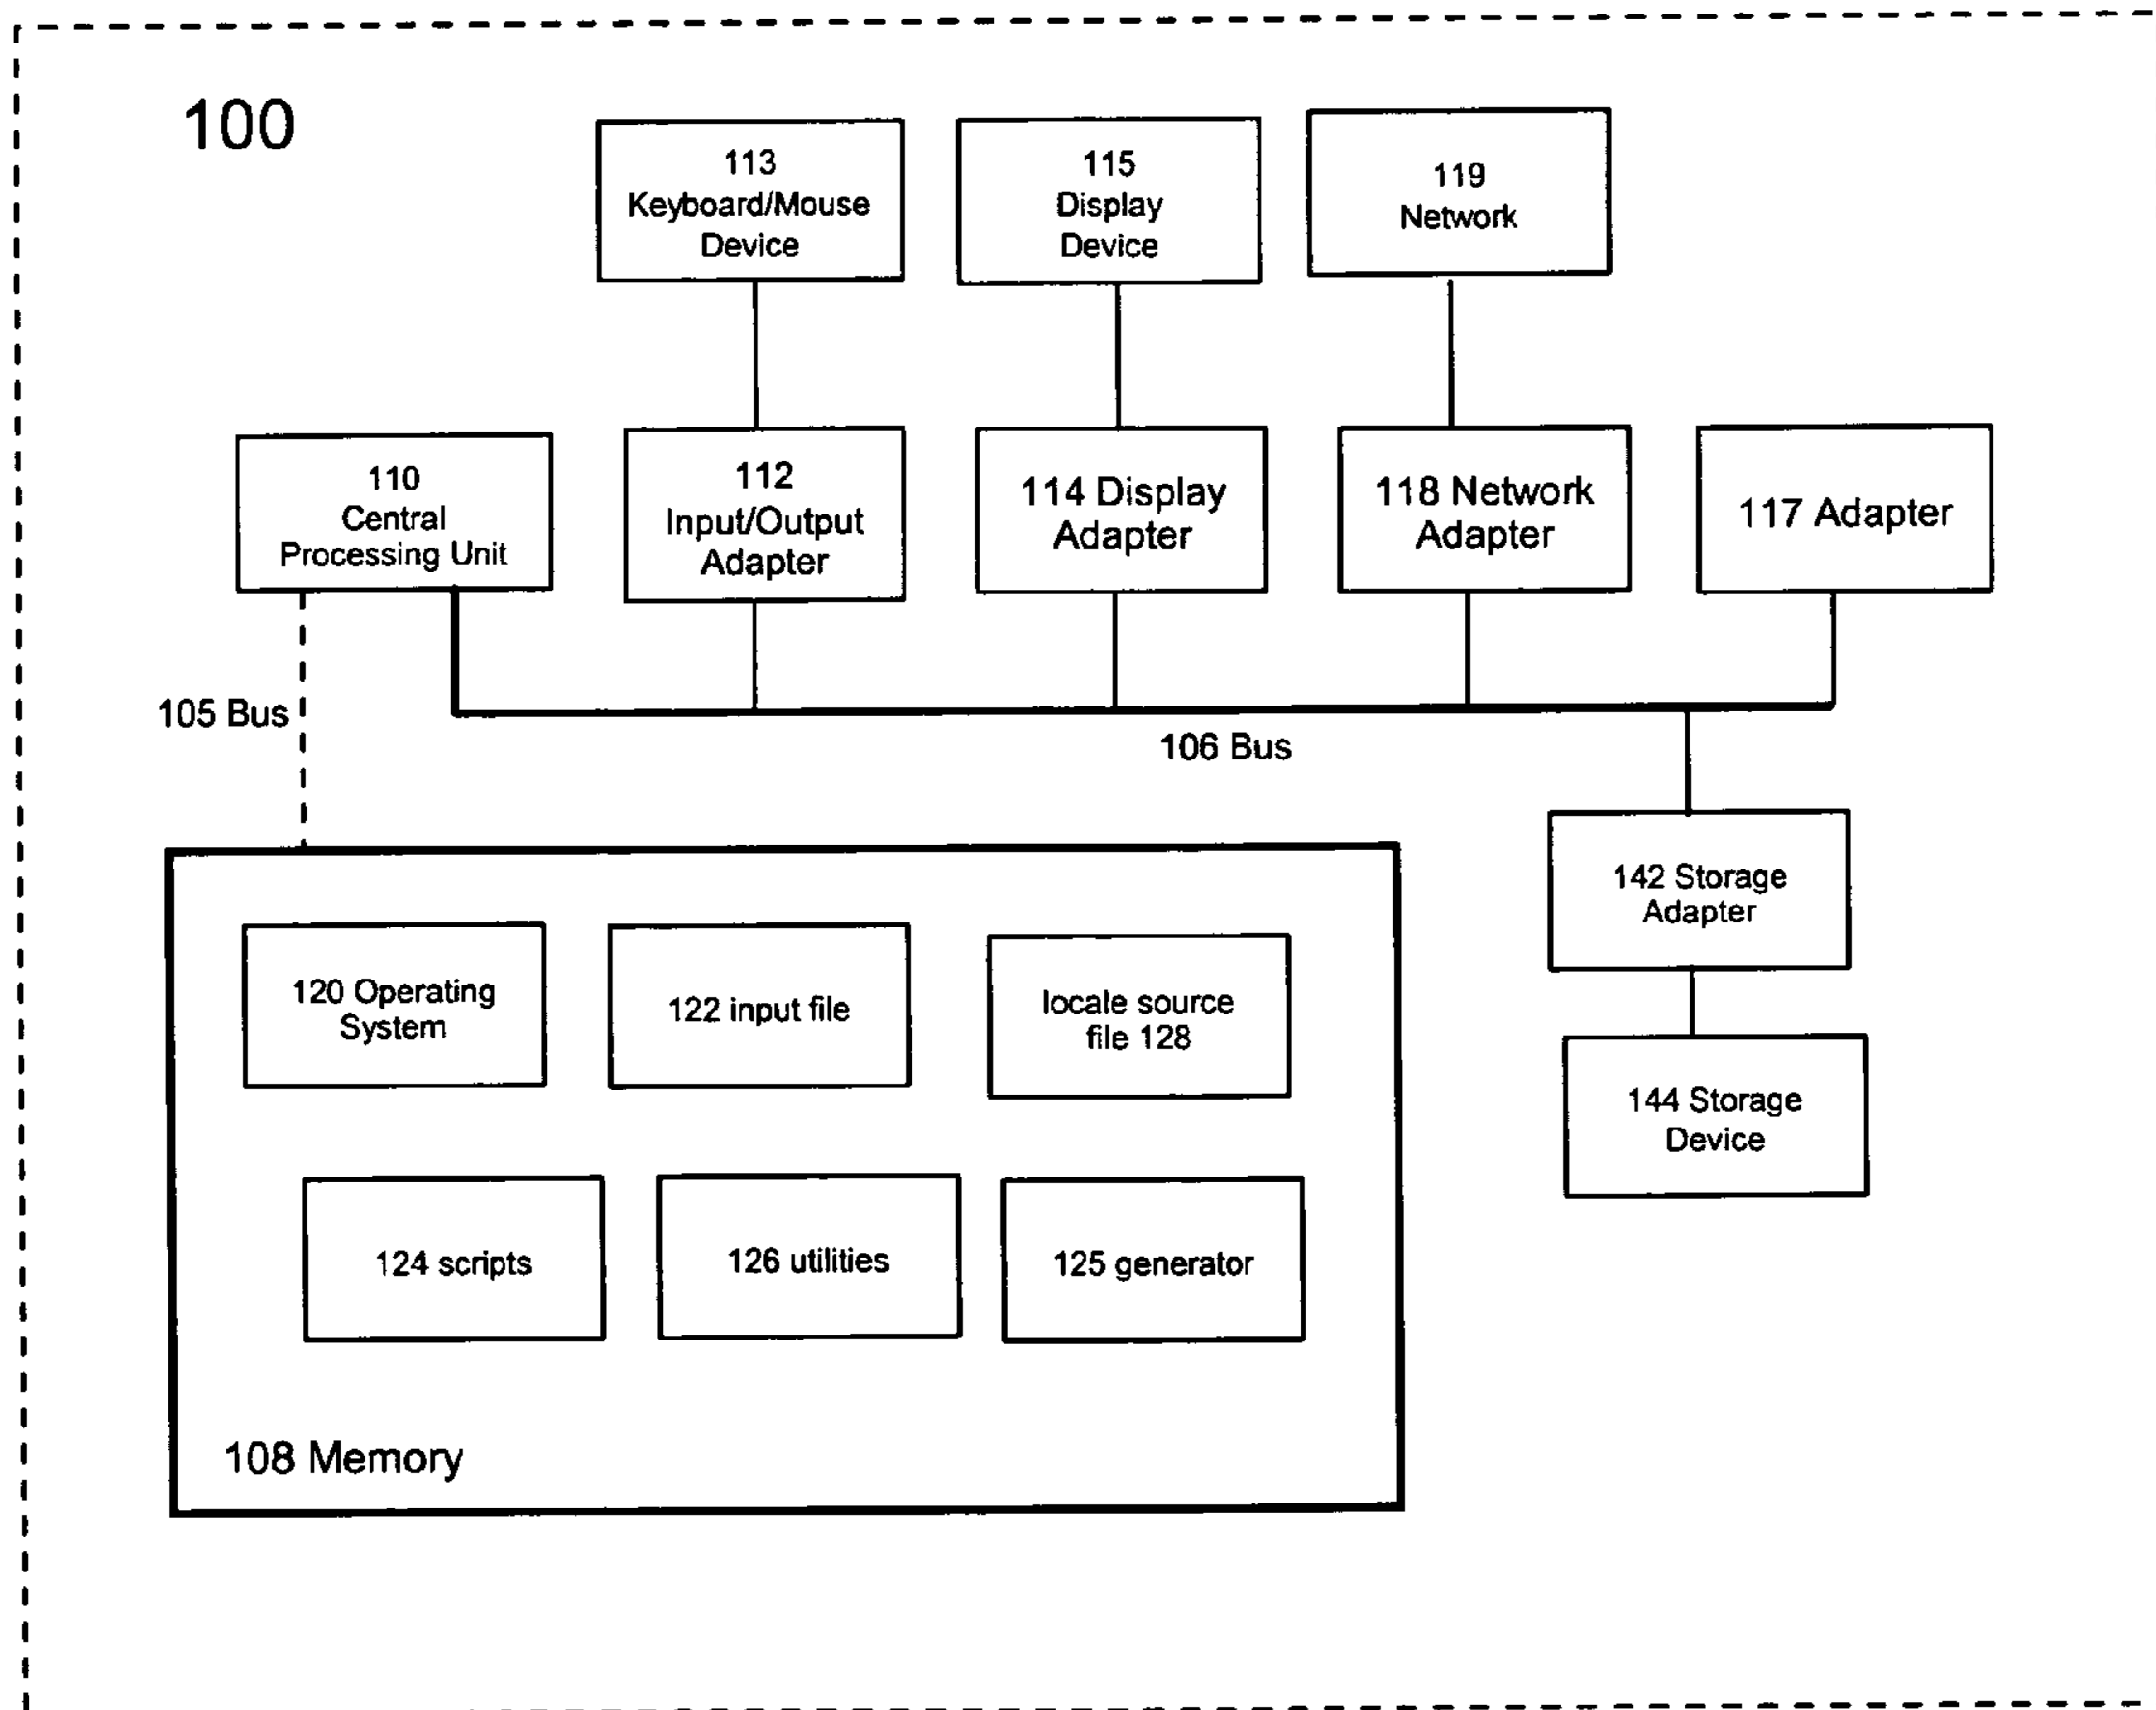 100
113
Keyboard/Mouse
Device
115
Display
Device
119
Network
110
Central
Processing Unit
112
Input/Output
Adapter
114 Display
Adapter
118 Network
Adapter
117 Adapter
105 Bus
106 Bus
142 Storage
Adapter
120 Operating
System
122 input file
locale source
file 128
144 Storage
Device
124 scripts
126 utilities
125 generator
108 Memory